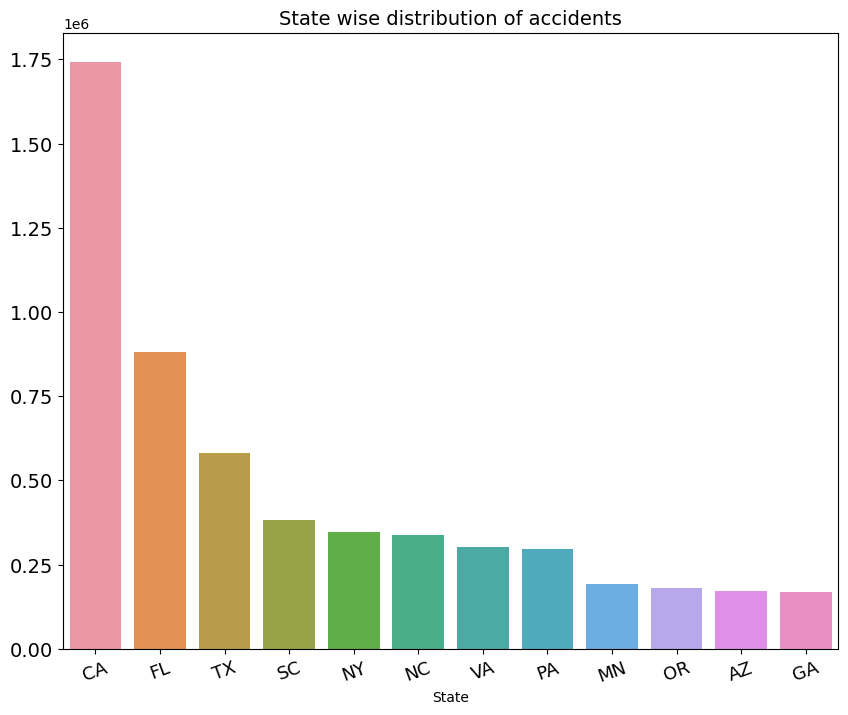 State wise distribution of accidents
1e6
1.75
1.50
1.25
1.00
0.75
0.50
0.25
0.00
CA FL TX SC NY NC VA PA MN OR AZ GA
State